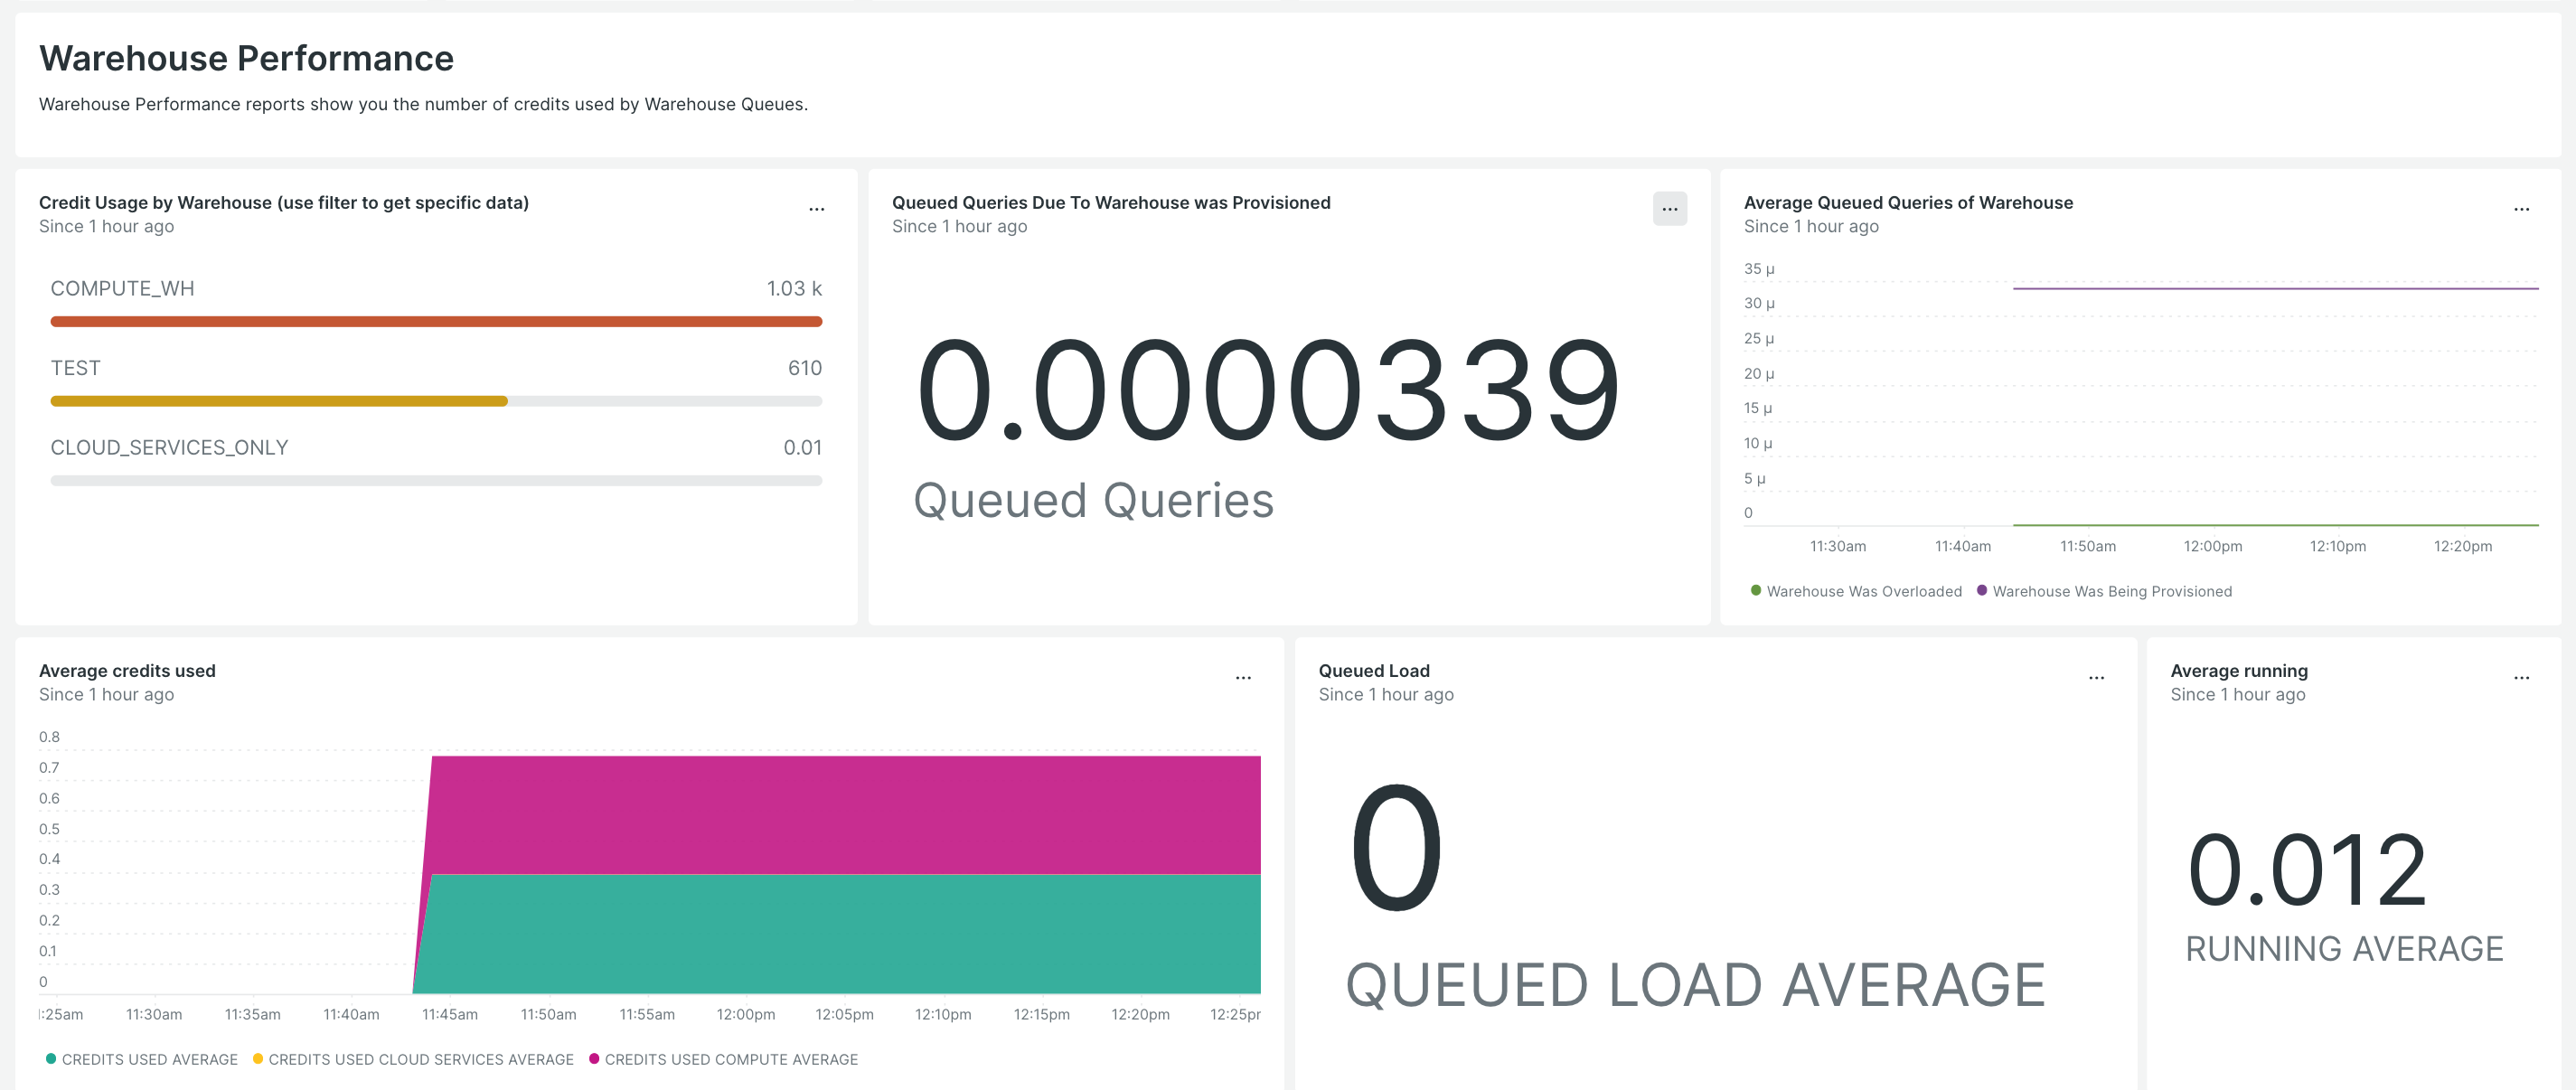 Warehouse Performance
Warehouse Performance reports show you the number of credits used by Warehouse Queues.
Credit Usage by Warehouse (use filter to get specific data)
Since 1 hour ago
COMPUTE_WH 1.03 k
TEST 610
CLOUD_SERVICES_ONLY 0.01
Queued Queries Due To Warehouse was Provisioned
Since 1 hour ago
0.0000339
Queued Queries
Average Queued Queries of Warehouse
Since 1 hour ago
35 µ
30 µ
25 µ
20 µ
15 µ
10 µ
5 µ
0
11:30am 11:40am 11:50am 12:00pm 12:10pm 12:20pm
Warehouse Was Overloaded Warehouse Was Being Provisioned
Average credits used
Since 1 hour ago
0.8
0.7
0.6
0.5
0.4
0.3
0.2
0.1
0
:25am 11:30am 11:35am 11:40am 11:45am 11:50am 11:55am 12:00pm 12:05pm 12:10pm 12:15pm 12:20pm 12:25p
CREDITS USED AVERAGE CREDITS USED CLOUD SERVICES AVERAGE CREDITS USED COMPUTE AVERAGE
Queued Load
Since 1 hour ago
0
QUEUED LOAD AVERAGE
Average running
Since 1 hour ago
0.012
RUNNING AVERAGE